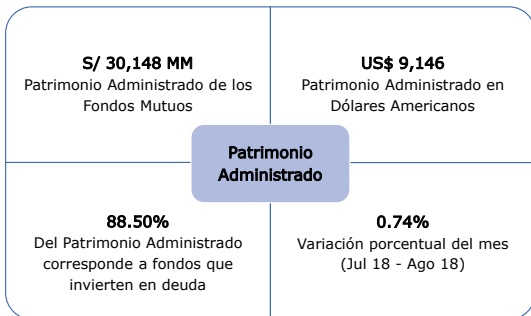 S/ 30,148 MM
Patrimonio Administrado de los
Fondos Mutuos
US$ 9,146
Patrimonio Administrado en
Dólares Americanos
Patrimonio
Administrado
88.50%
Del Patrimonio Administrado
corresponde a fondos que
invierten en deuda
0.74%
Variación porcentual del mes
(Jul 18 - Ago 18)